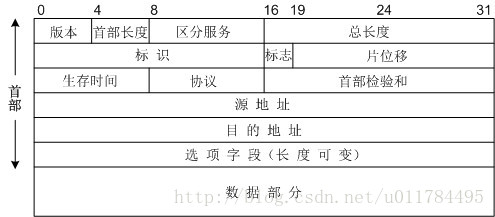 0 4 8 16 19 31
版本 首部长度 区分服务 总长度
标 识 标志 片位移
生存时间 协议 首部检验和
首部
源 地 址
目 的 地 址
选 项 字 段 (长 度 可 变)
数 据 部 分
http://blog.csdn.net/u011784495